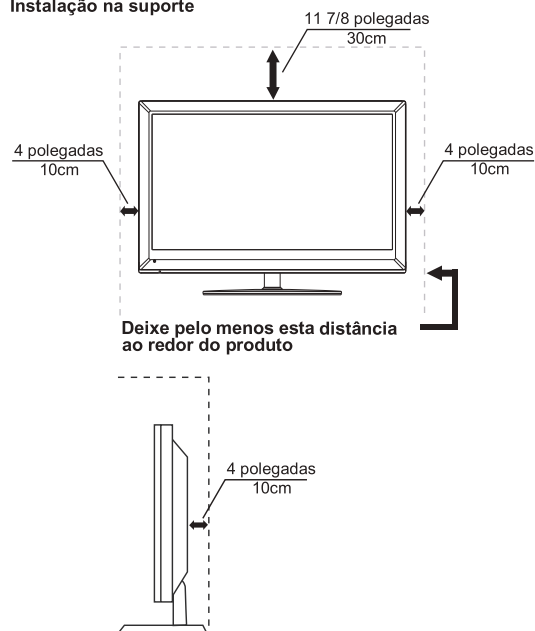 Instalação na suporte
11 7/8 polegadas
30cm
4 polegadas
10cm
4 polegadas
10cm
Deixe pelo menos esta distância
ao redor do produto
4 polegadas
10cm